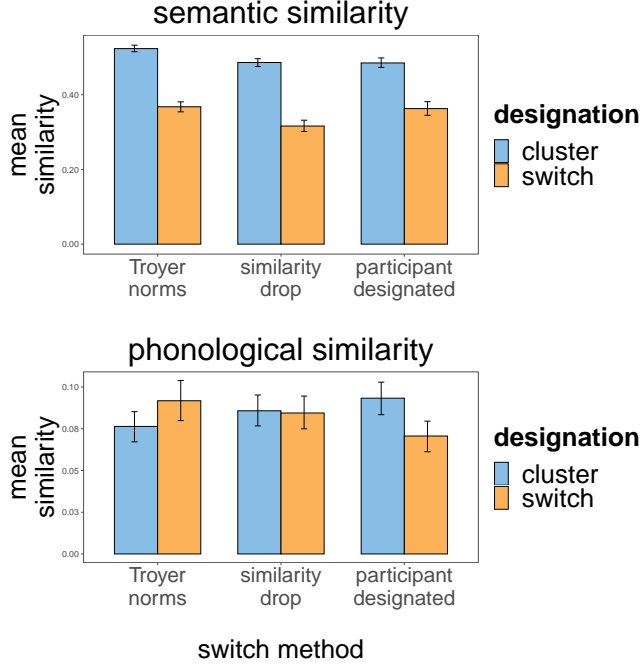 semantic similarity
mean
similarity
0.40
0.20
0.00
Troyer
norms
similarity
drop
participant
designated
designation
cluster
switch
phonological similarity
mean
similarity
0.10
0.08
0.05
0.03
0.00
Troyer
norms
similarity
drop
participant
designated
designation
cluster
switch
switch method